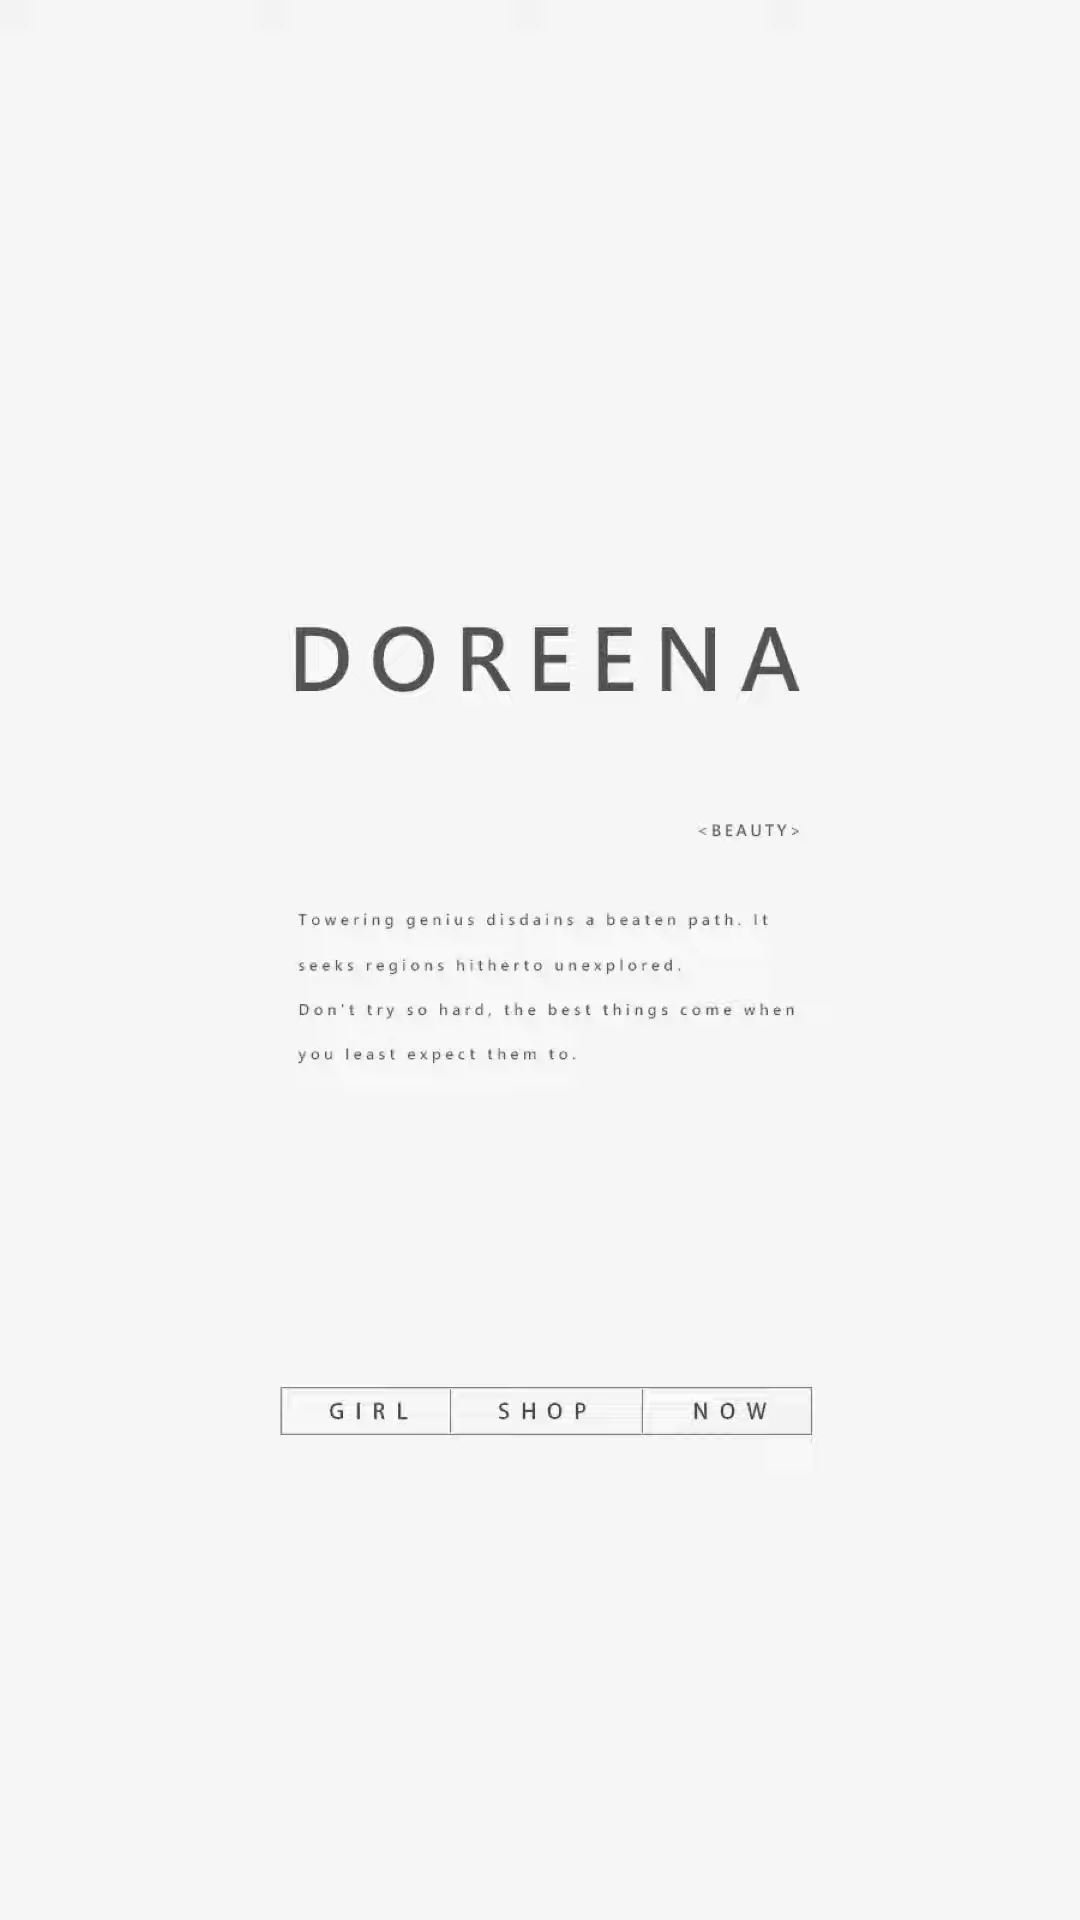 DOREENA
<BEAUTY>
Towering genius disdains a beaten path. It
seeks regions hitherto unexplored.
Don't try so hard, the best things come when
you least expect them to.
GIRL SHOP NOW